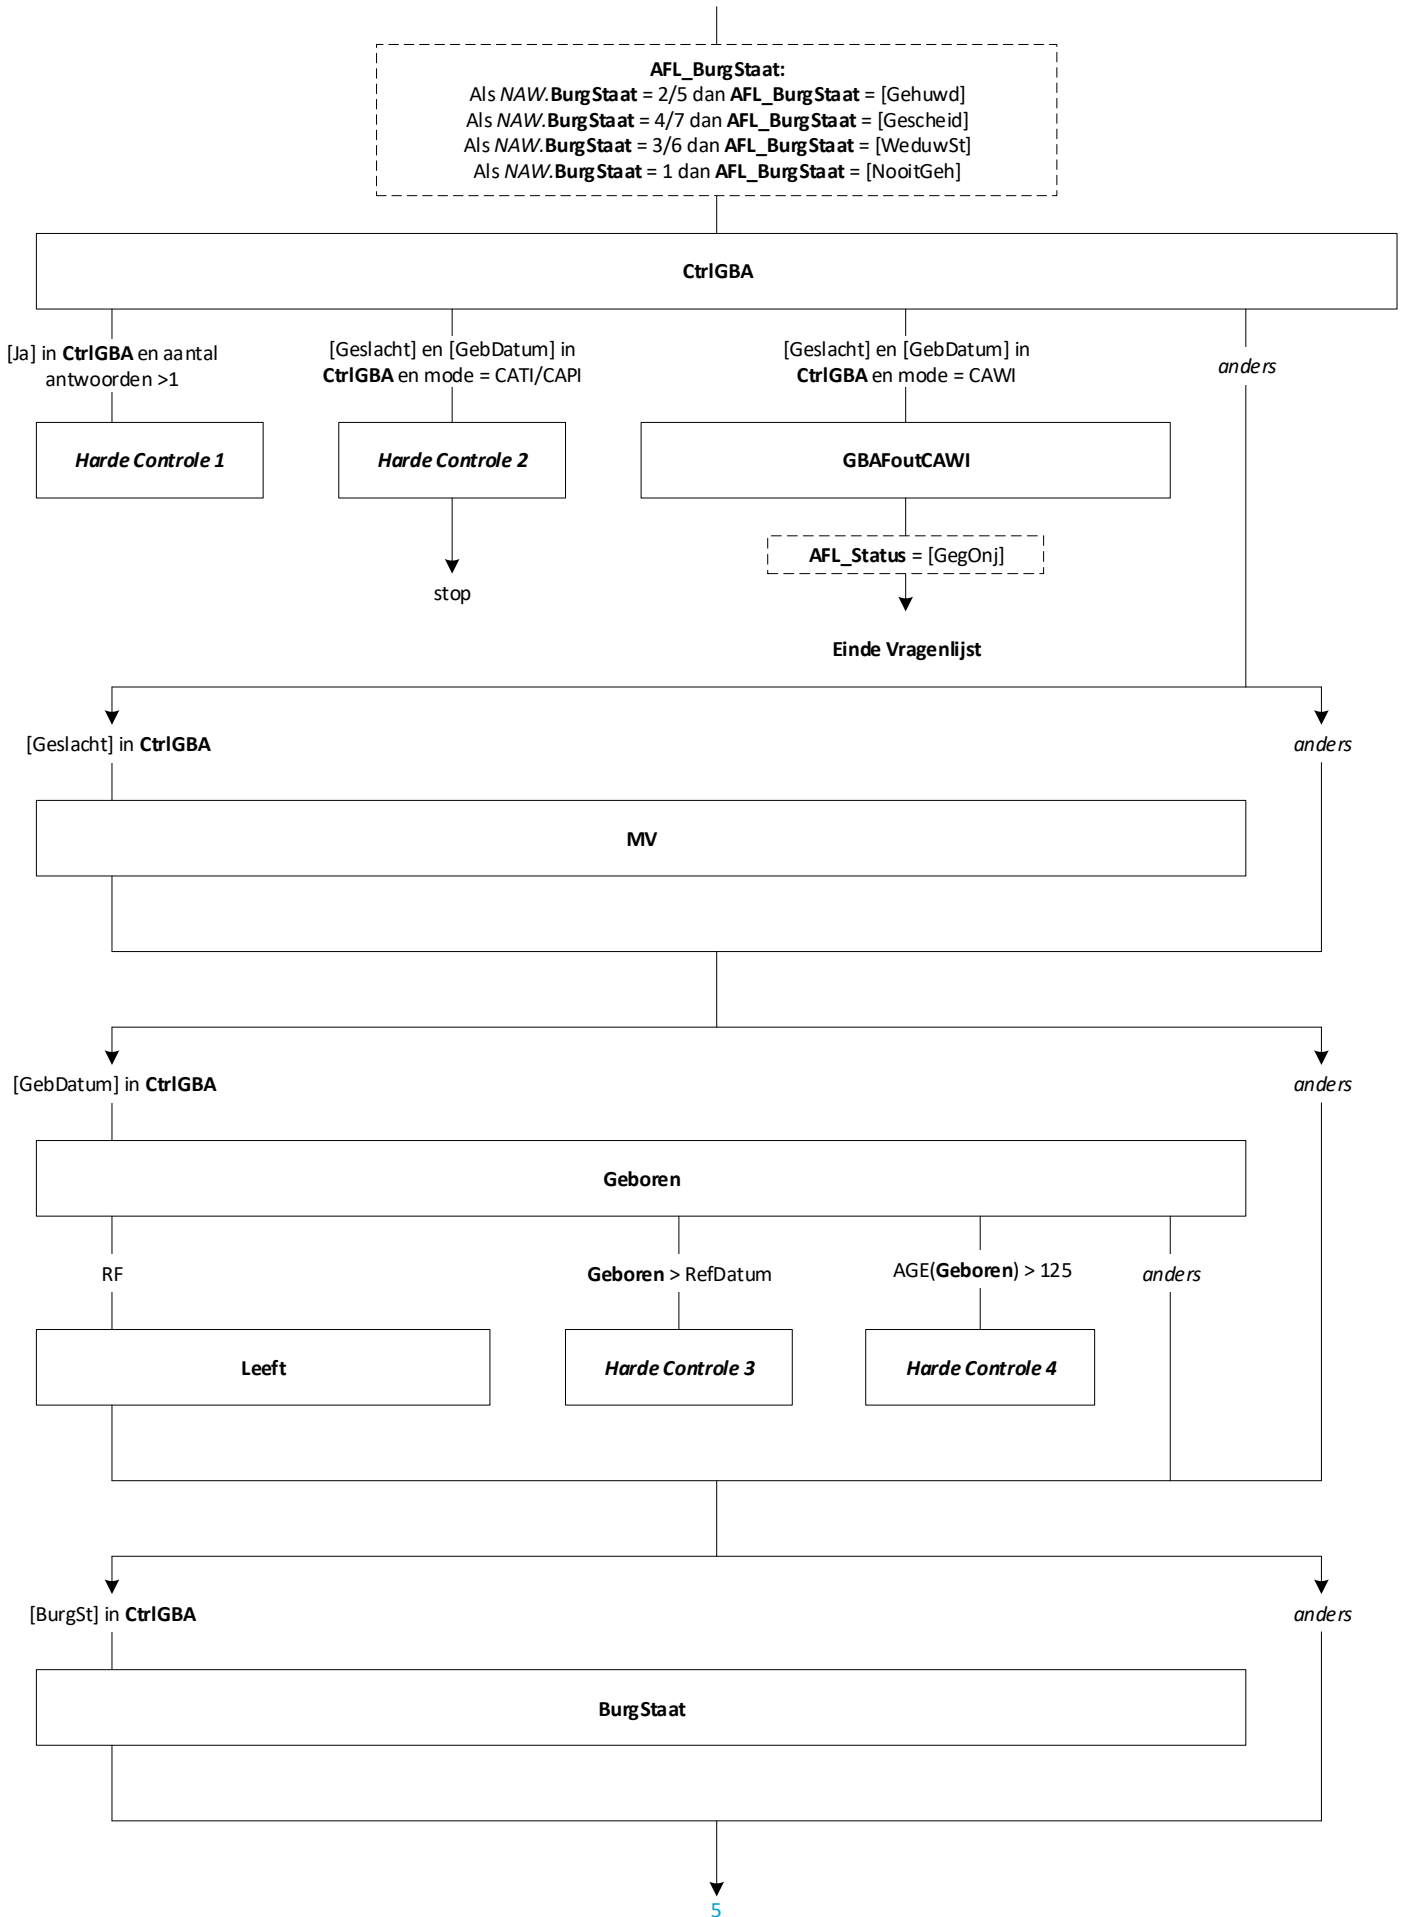 AFL_BurgStaat:
Als NAW.BurgStaat = 2/5 dan AFL_BurgStaat = [Gehuwd]
Als NAW.BurgStaat = 4/7 dan AFL_BurgStaat = [Gescheid]
Als NAW.BurgStaat = 3/6 dan AFL_BurgStaat = [WeduwSt]
Als NAW.BurgStaat = 1 dan AFL_BurgStaat = [NooitGeh]
CtrlGBA
[Ja] in CtrlGBA en aantal
antwoorden >1
[Geslacht] en [GebDatum] in
CtrlGBA en mode = CATI/CAPI
[Geslacht] en [GebDatum] in
CtrlGBA en mode = CAWI
anders
Harde Controle 1
Harde Controle 2
GBAFoutCAWI
AFL_Status = [GegOnj]
stop
Einde Vragenlijst
[Geslacht] in CtrlGBA
anders
MV
[GebDatum] in CtrlGBA
anders
Geboren
RF
Geboren > RefDatum
AGE(Geboren) > 125
anders
Leeft
Harde Controle 3
Harde Controle 4
[BurgSt] in CtrlGBA
anders
BurgStaat
5